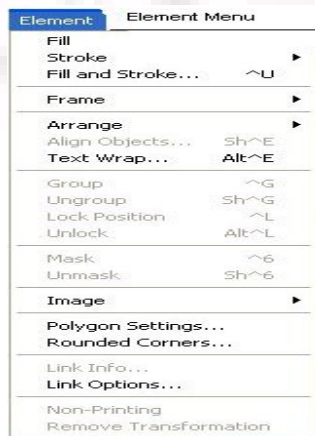 Element Element Menu
Fill
Stroke
Fill and Stroke... ^U
Frame
Arrange
Align Objects... Sh^E
Text Wrap... Alt^E
Group ^G
Ungroup Sh^G
Lock Position ^L
Unlock Alt^L
Mask ^6
Unmask Sh^6
Image
Polygon Settings...
Rounded Corners...
Link Info...
Link Options...
Non-Printing
Remove Transformation